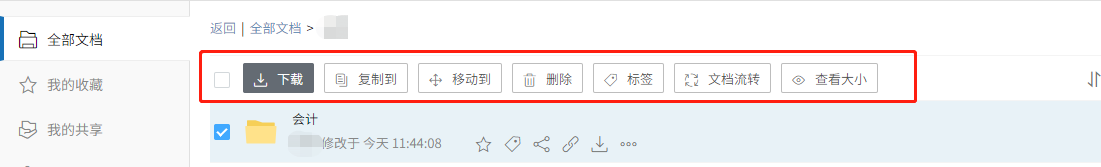 返回 | 全部文档 >
全部文档
我的收藏
我的共享
下载 复制到 移动到 删除 标签 文档流转 查看大小
会计
修改于 今天 11:44:08